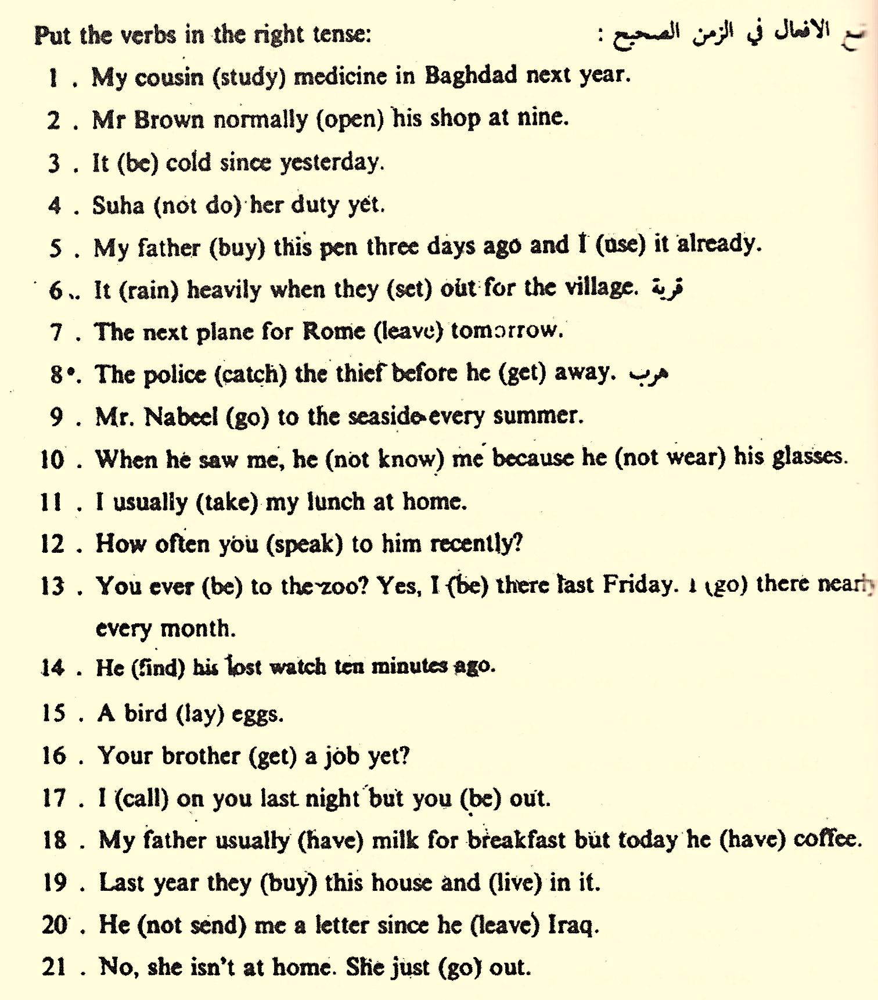 Put the verbs in the right tense: الافعال في الزمن الصحيح :
1 . My cousin (study) medicine in Baghdad next year.
2 . Mr Brown normally (open) his shop at nine.
3 . It (be) cold since yesterday.
4 . Suha (not do) her duty yet.
5 . My father (buy) this pen three days ago and I (use) it already.
6 . It (rain) heavily when they (set) out for the village. قرية
7 . The next plane for Rome (leave) tomorrow.
8 . The police (catch) the thief before he (get) away. هرب
9 . Mr. Nabeel (go) to the seaside every summer.
10 . When he saw me, he (not know) me because he (not wear) his glasses.
11 . I usually (take) my lunch at home.
12 . How often you (speak) to him recently?
13 . You ever (be) to the zoo? Yes, I (be) there last Friday. I (go) there nearly
every month.
14 . He (find) his lost watch ten minutes ago.
15 . A bird (lay) eggs.
16 . Your brother (get) a job yet?
17 . I (call) on you last night but you (be) out.
18 . My father usually (have) milk for breakfast but today he (have) coffee.
19 . Last year they (buy) this house and (live) in it.
20 . He (not send) me a letter since he (leave) Iraq.
21 . No, she isn't at home. She just (go) out.